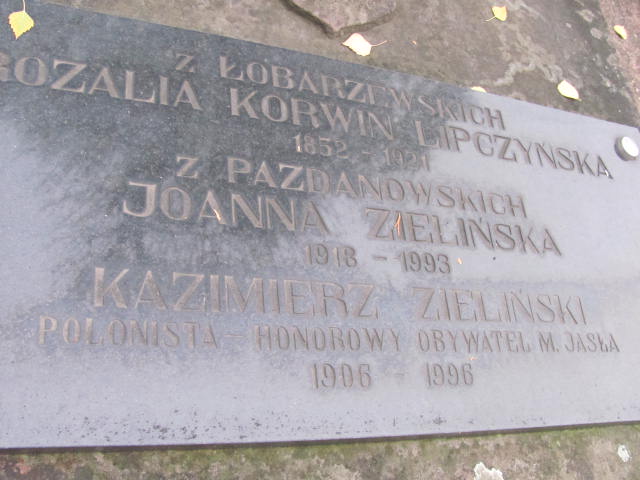 Z ŁOBARZEWSKICH
ROZALIA KORWIN LIPCZYŃSKA
1852 - 1921
Z PAZDANOWSKICH
JOANNA ZIELIŃSKA
1918 - 1993
KAZIMIERZ ZIELIŃSKI
POLONISTA - HONOROWY OBYWATEL M. JASŁA
1906 - 1996